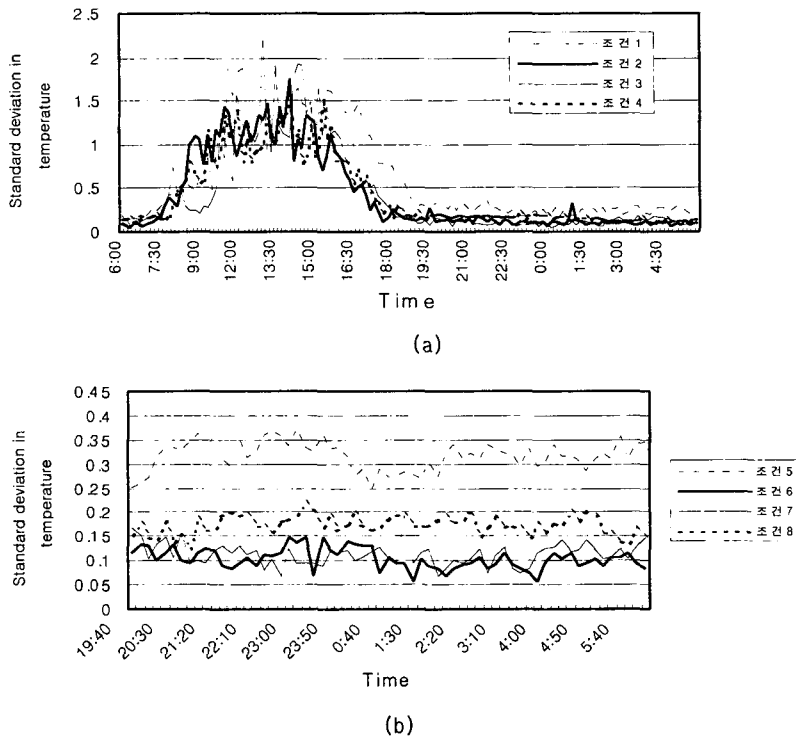 2.5
2
1.5
1
0.5
0
Standard deviation in
temperature
조건 1
조건 2
조건 3
조건 4
6:00
7:30
9:00
12:00
13:30
15:00
16:30
18:00
19:30
21:00
22:30
0:00
1:30
3:00
4:30
Time
(a)
0.45
0.4
0.35
0.3
0.25
0.2
0.15
0.1
0.05
0
Standard deviation in
temperature
조건 5
조건 6
조건 7
조건 8
19:40
20:30
21:20
22:10
23:00
23:50
0:40
1:30
2:20
3:10
4:00
4:50
5:40
Time
(b)